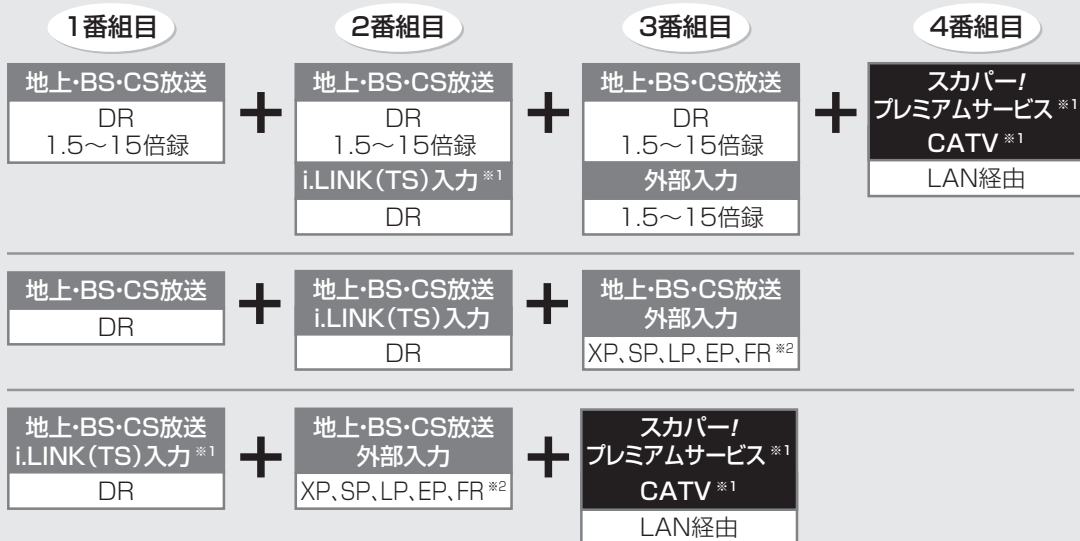 1番組目
2番組目
3番組目
4番組目
地上・BS・CS放送
DR
1.5～15倍録
+
地上・BS・CS放送
DR
1.5～15倍録
i.LINK(TS)入力※1
DR
+
地上・BS・CS放送
DR
1.5～15倍録
外部入力
1.5～15倍録
+
スカパー!
プレミアムサービス※1
CATV※1
LAN経由
地上・BS・CS放送
DR
+
地上・BS・CS放送
i.LINK(TS)入力
DR
+
地上・BS・CS放送
外部入力
XP、SP、LP、EP、FR※2
地上・BS・CS放送
i.LINK(TS)入力※1
DR
+
地上・BS・CS放送
外部入力
XP、SP、LP、EP、FR※2
+
スカパー!
プレミアムサービス※1
CATV※1
LAN経由